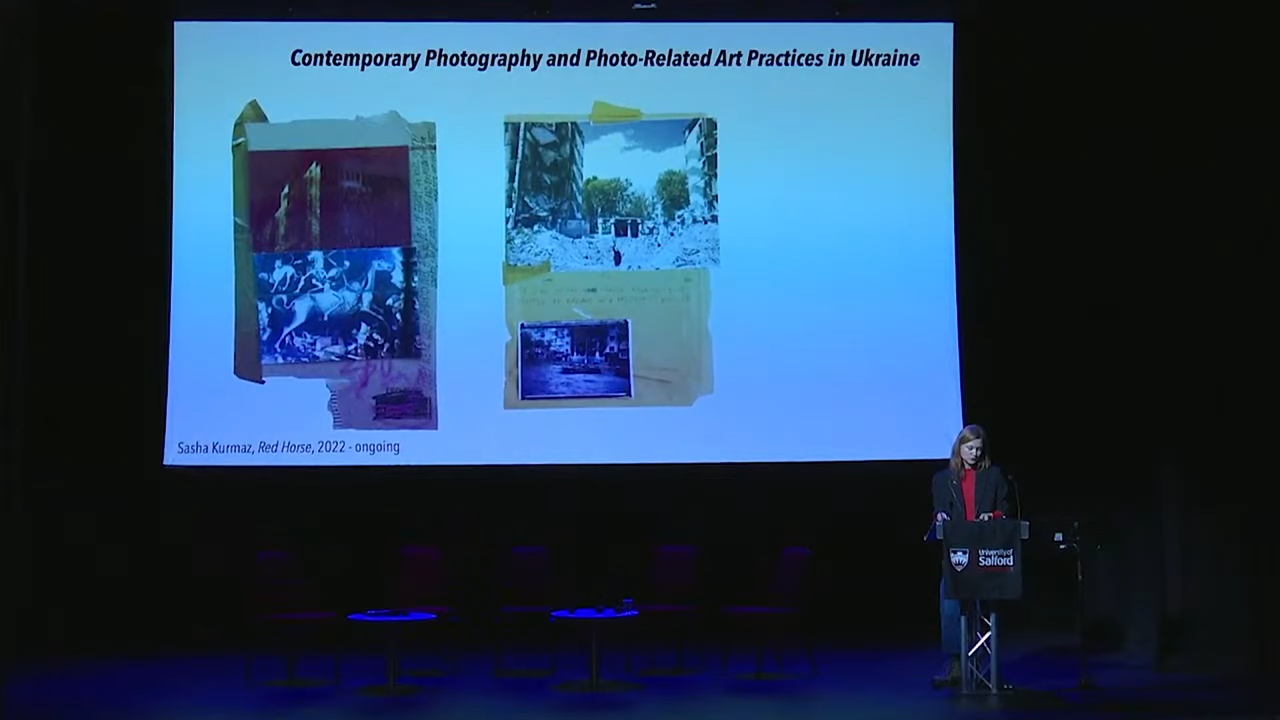 Contemporary Photography and Photo-Related Art Practices in Ukraine
Sasha Kurmaz, Red Horse, 2022 - ongoing
University of
Salford